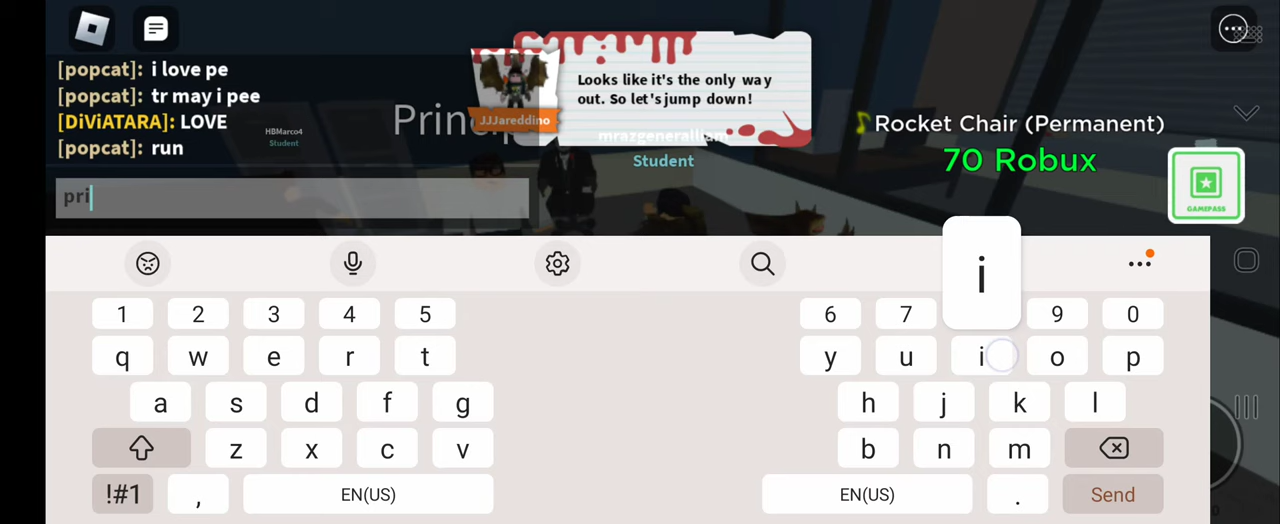 [popcat]: i love pe
[popcat]: tr may i pee
[DiViATARA]: LOVE
[popcat]: run
HBMarco4
Student
Princ
JJJareddino
Looks like it's the only way
out. So let's jump down!
mrazgeneralliam
Student
Rocket Chair (Permanent)
70 Robux
GAMEPASS
pri
i
1 2 3 4 5 6 7 9 0
q w e r t y u i o p
a s d f g h j k l
z x c v b n m
!#1 , EN(US) EN(US) . Send